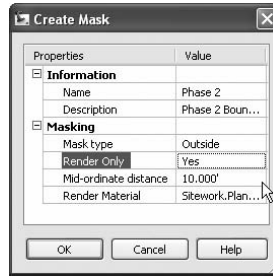 Create Mask
Properties Value
Information
Name Phase 2
Description Phase 2 Boun...
Masking
Mask type Outside
Render Only Yes
Mid-ordinate distance 10.000'
Render Material Sitework.Plan...
OK Cancel Help